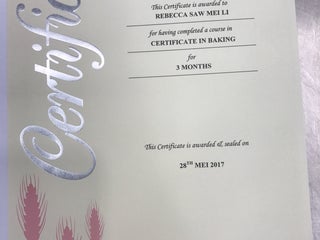 Certific
This Certificate is awarded to
REBECCA SAW MEI LI
for having completed a course in
CERTIFICATE IN BAKING
for
3 MONTHS
This Certificate is awarded & sealed on
28TH MEI 2017